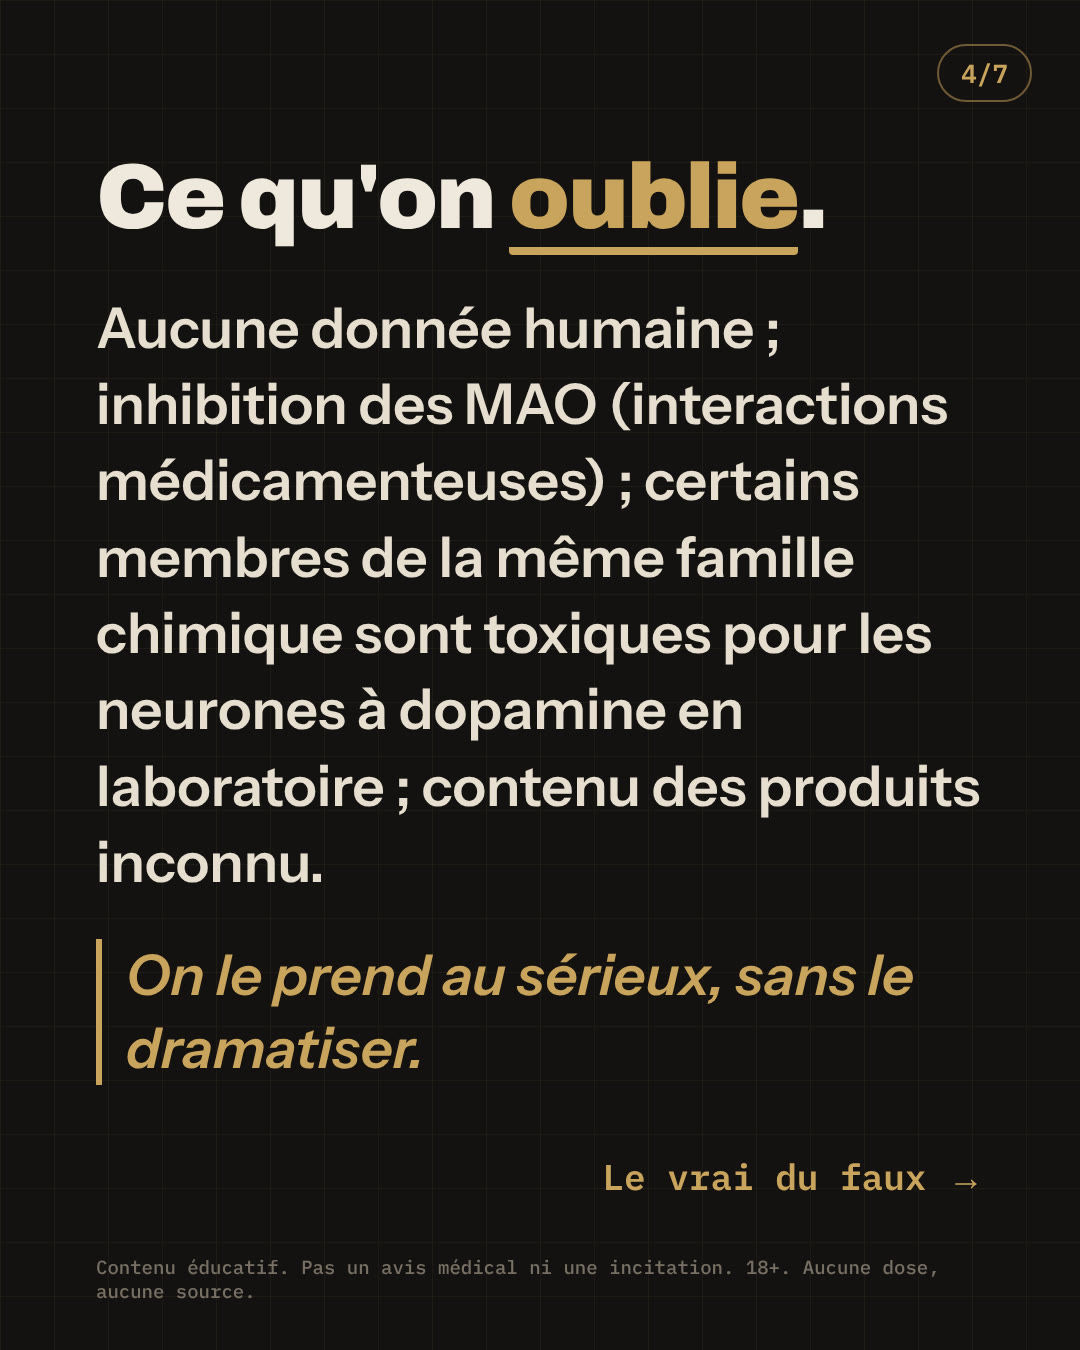 4/7
Ce qu'on oublie.
Aucune donnée humaine ;
inhibition des MAO (interactions
médicamenteuses) ; certains
membres de la même famille
chimique sont toxiques pour les
neurones à dopamine en
laboratoire ; contenu des produits
inconnu.
On le prend au sérieux, sans le
dramatiser.
Le vrai du faux →
Contenu éducatif. Pas un avis médical ni une incitation. 18+. Aucune dose,
aucune source.